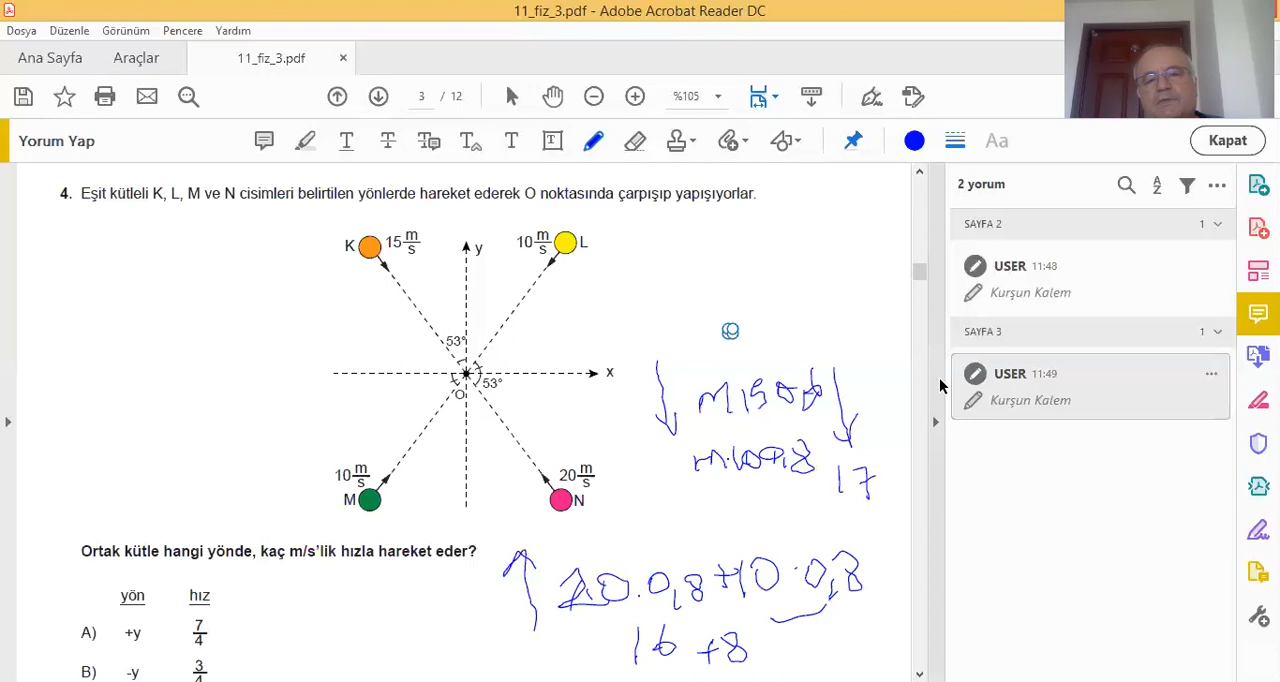 11_fiz_3.pdf - Adobe Acrobat Reader DC
Dosya Düzenle Görünüm Pencere Yardım
Ana Sayfa Araçlar 11_fiz_3.pdf ×
3 / 12 %105
Yorum Yap Aa Kapat
4. Eşit kütleli K, L, M ve N cisimleri belirtilen yönlerde hareket ederek O noktasında çarpışıp yapışıyorlar.
K 15 m/s
y
10 m/s L
53°
x
53°
O
10 m/s
M
20 m/s
N
17
20.0,8+10.0,8
16 +8
Ortak kütle hangi yönde, kaç m/s'lik hızla hareket eder?
yön hız
A) +y 7/4
B) -y 3/4
2 yorum
SAYFA 2 1
USER 11:48
Kurşun Kalem
SAYFA 3 1
USER 11:49
Kurşun Kalem